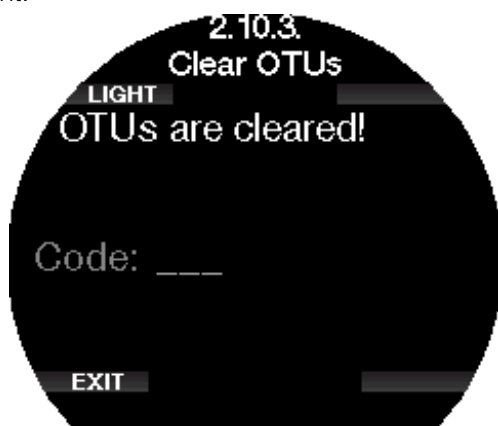 2.10.3.
Clear OTUs
LIGHT
OTUs are cleared!
Code: ___
EXIT